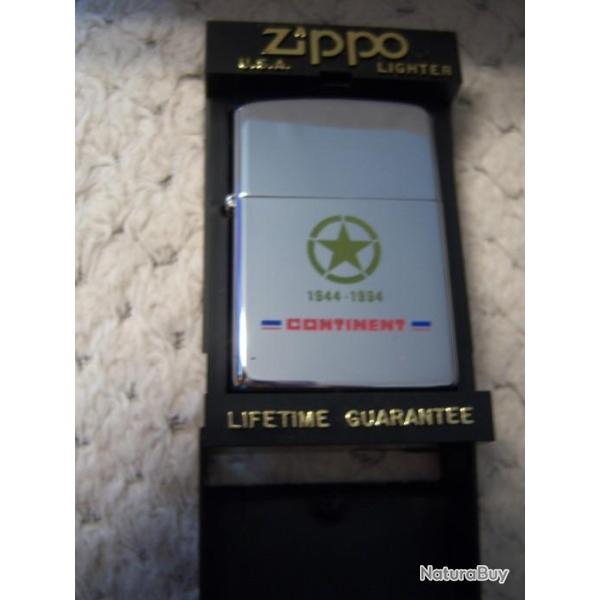 Zippo
U.S.A. LIGHTER
1944-1994
CONTINENT
LIFETIME GUARANTEE
NaturaBuy